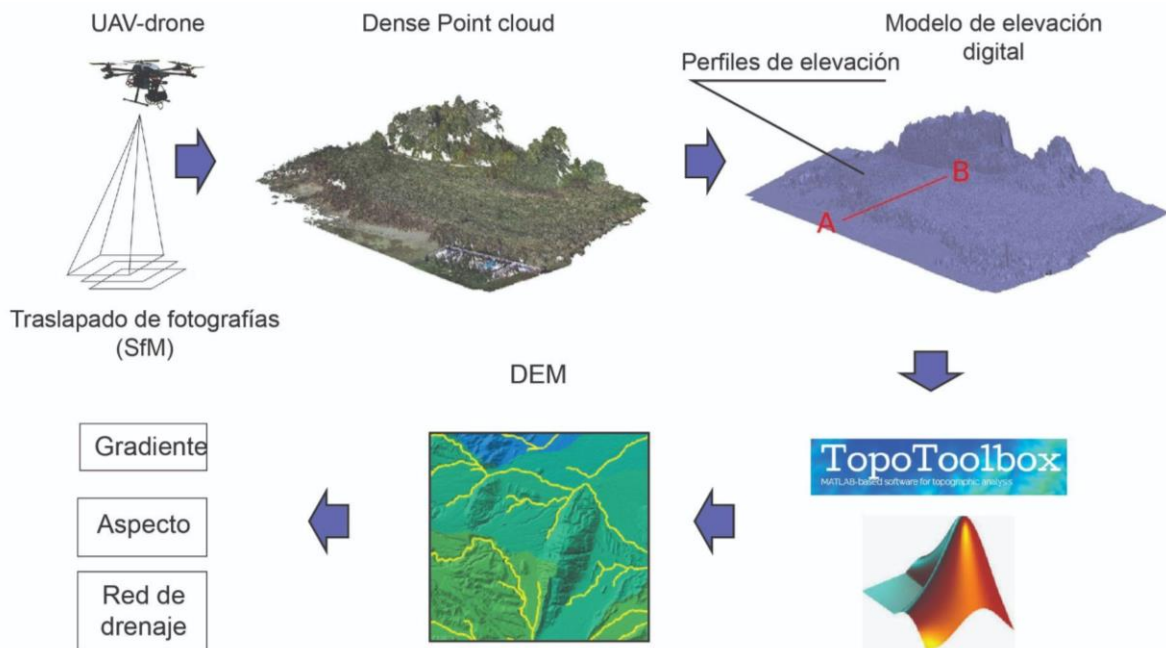 UAV-drone
Dense Point cloud
Modelo de elevación
digital
Perfiles de elevación
B
A
Traslapado de fotografías
(SfM)
DEM
TopoToolbox
MATLAB-based software for topographic analysis
Gradiente
Aspecto
Red de
drenaje